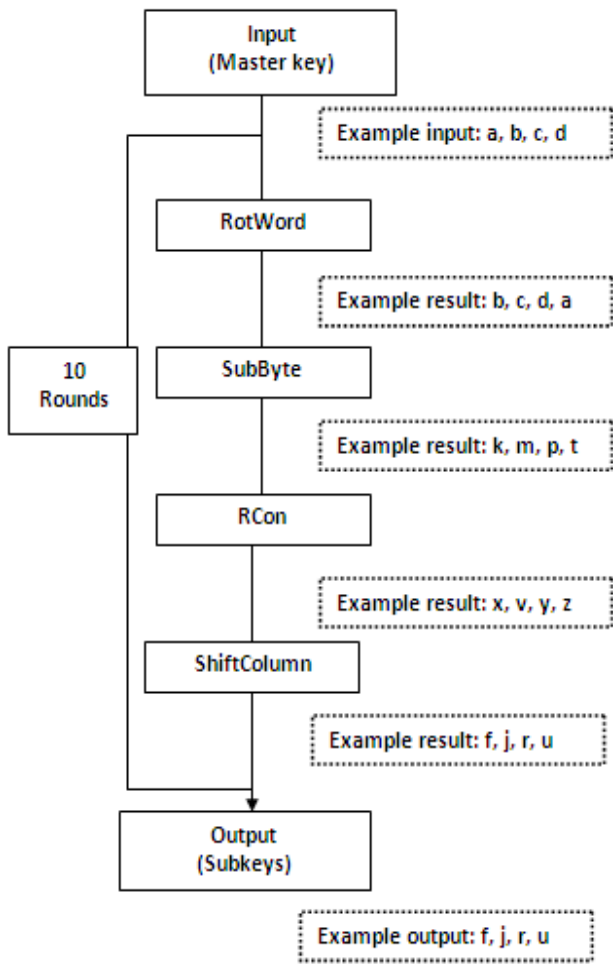 Input
(Master key)
Example input: a, b, c, d
RotWord
Example result: b, c, d, a
10
Rounds
SubByte
Example result: k, m, p, t
RCon
Example result: x, v, y, z
ShiftColumn
Example result: f, j, r, u
Output
(Subkeys)
Example output: f, j, r, u